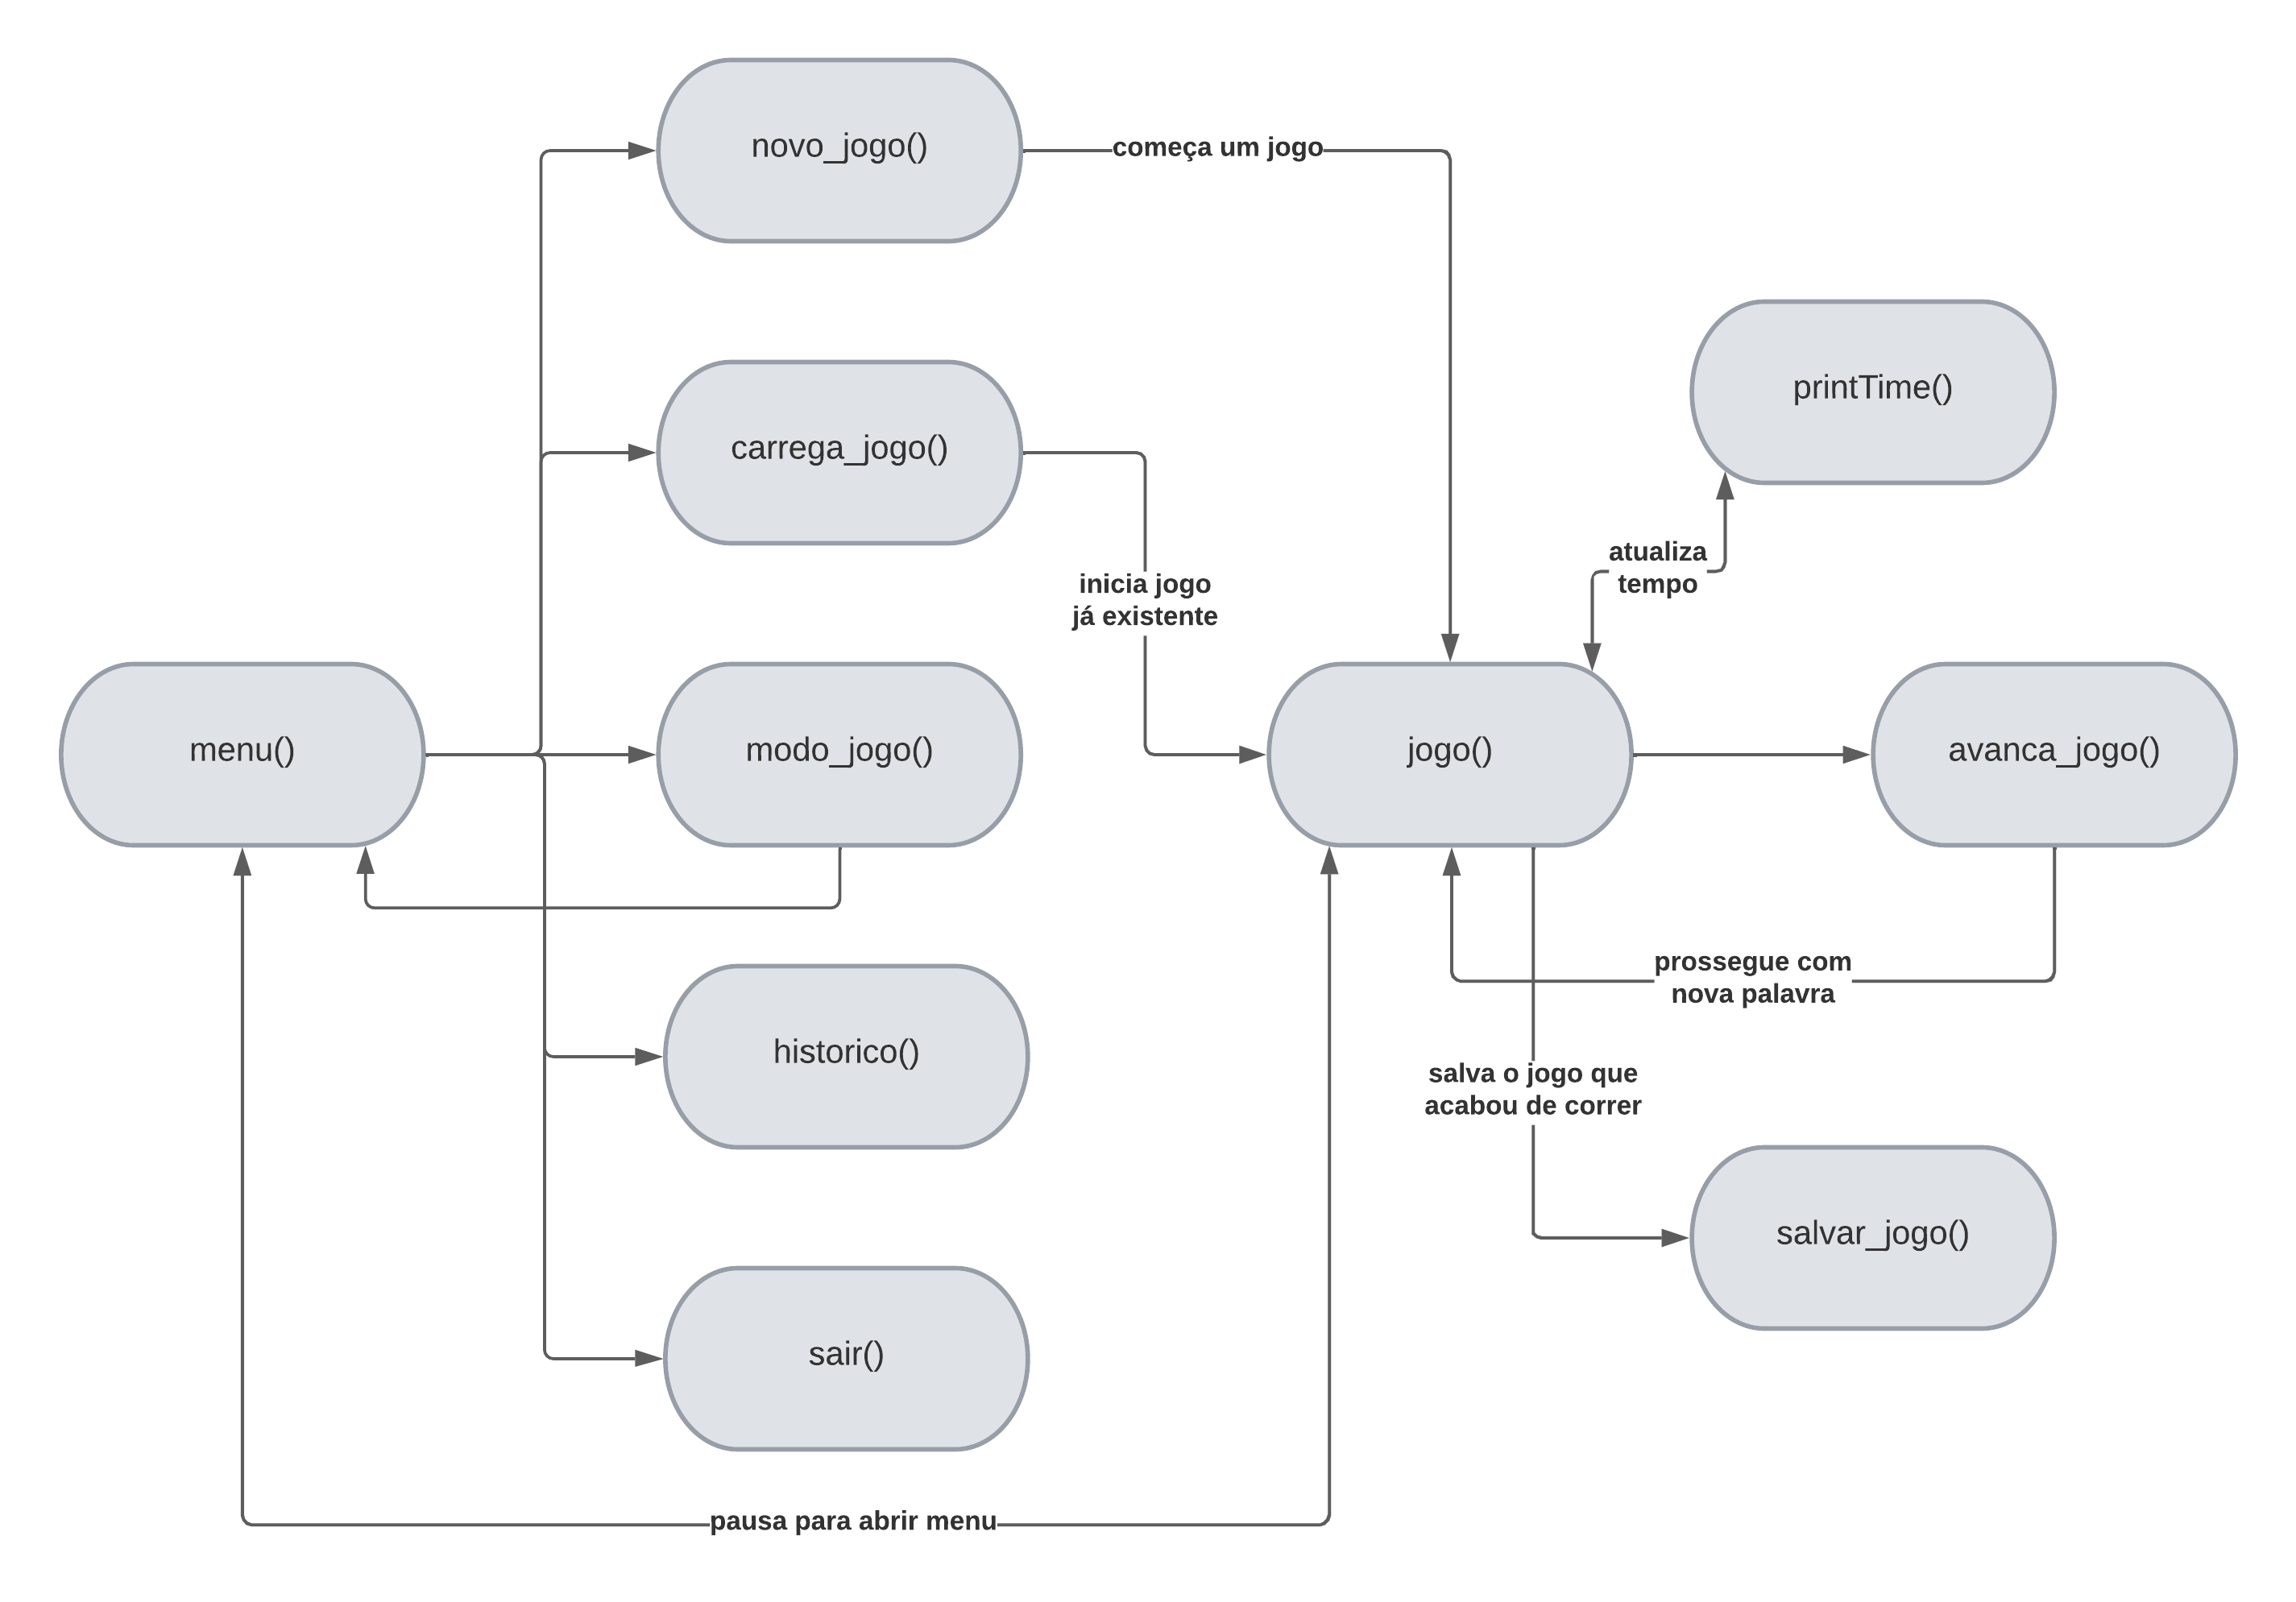 novo_jogo()
começa um jogo
printTime()
carrega_jogo()
atualiza
tempo
inicia jogo
já existente
menu()
modo_jogo()
jogo()
avanca_jogo()
prossegue com
nova palavra
historico()
salva o jogo que
acabou de correr
salvar_jogo()
sair()
pausa para abrir menu